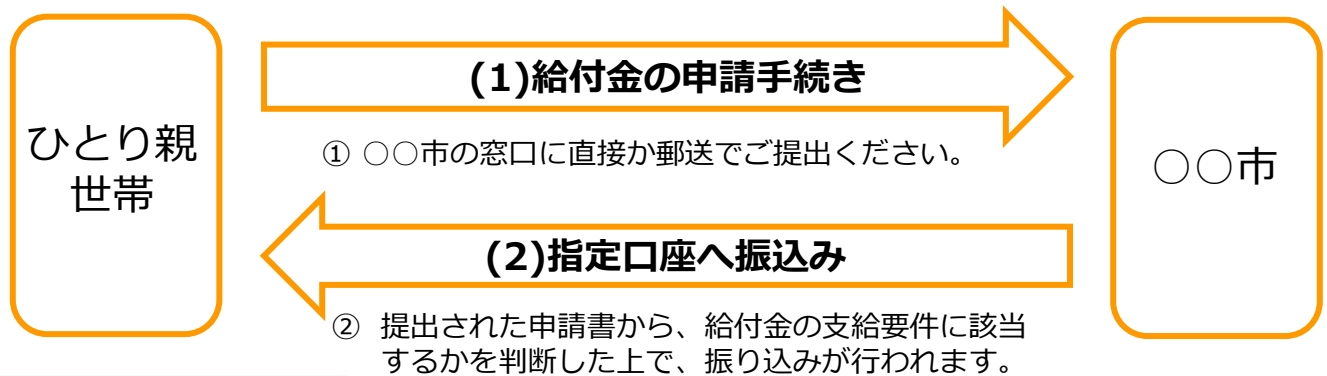 ひとり親
世帯
(1)給付金の申請手続き
① ○○市の窓口に直接か郵送でご提出ください。
(2)指定口座へ振込み
② 提出された申請書から、給付金の支給要件に該当
するかを判断した上で、振り込みが行われます。
○○市